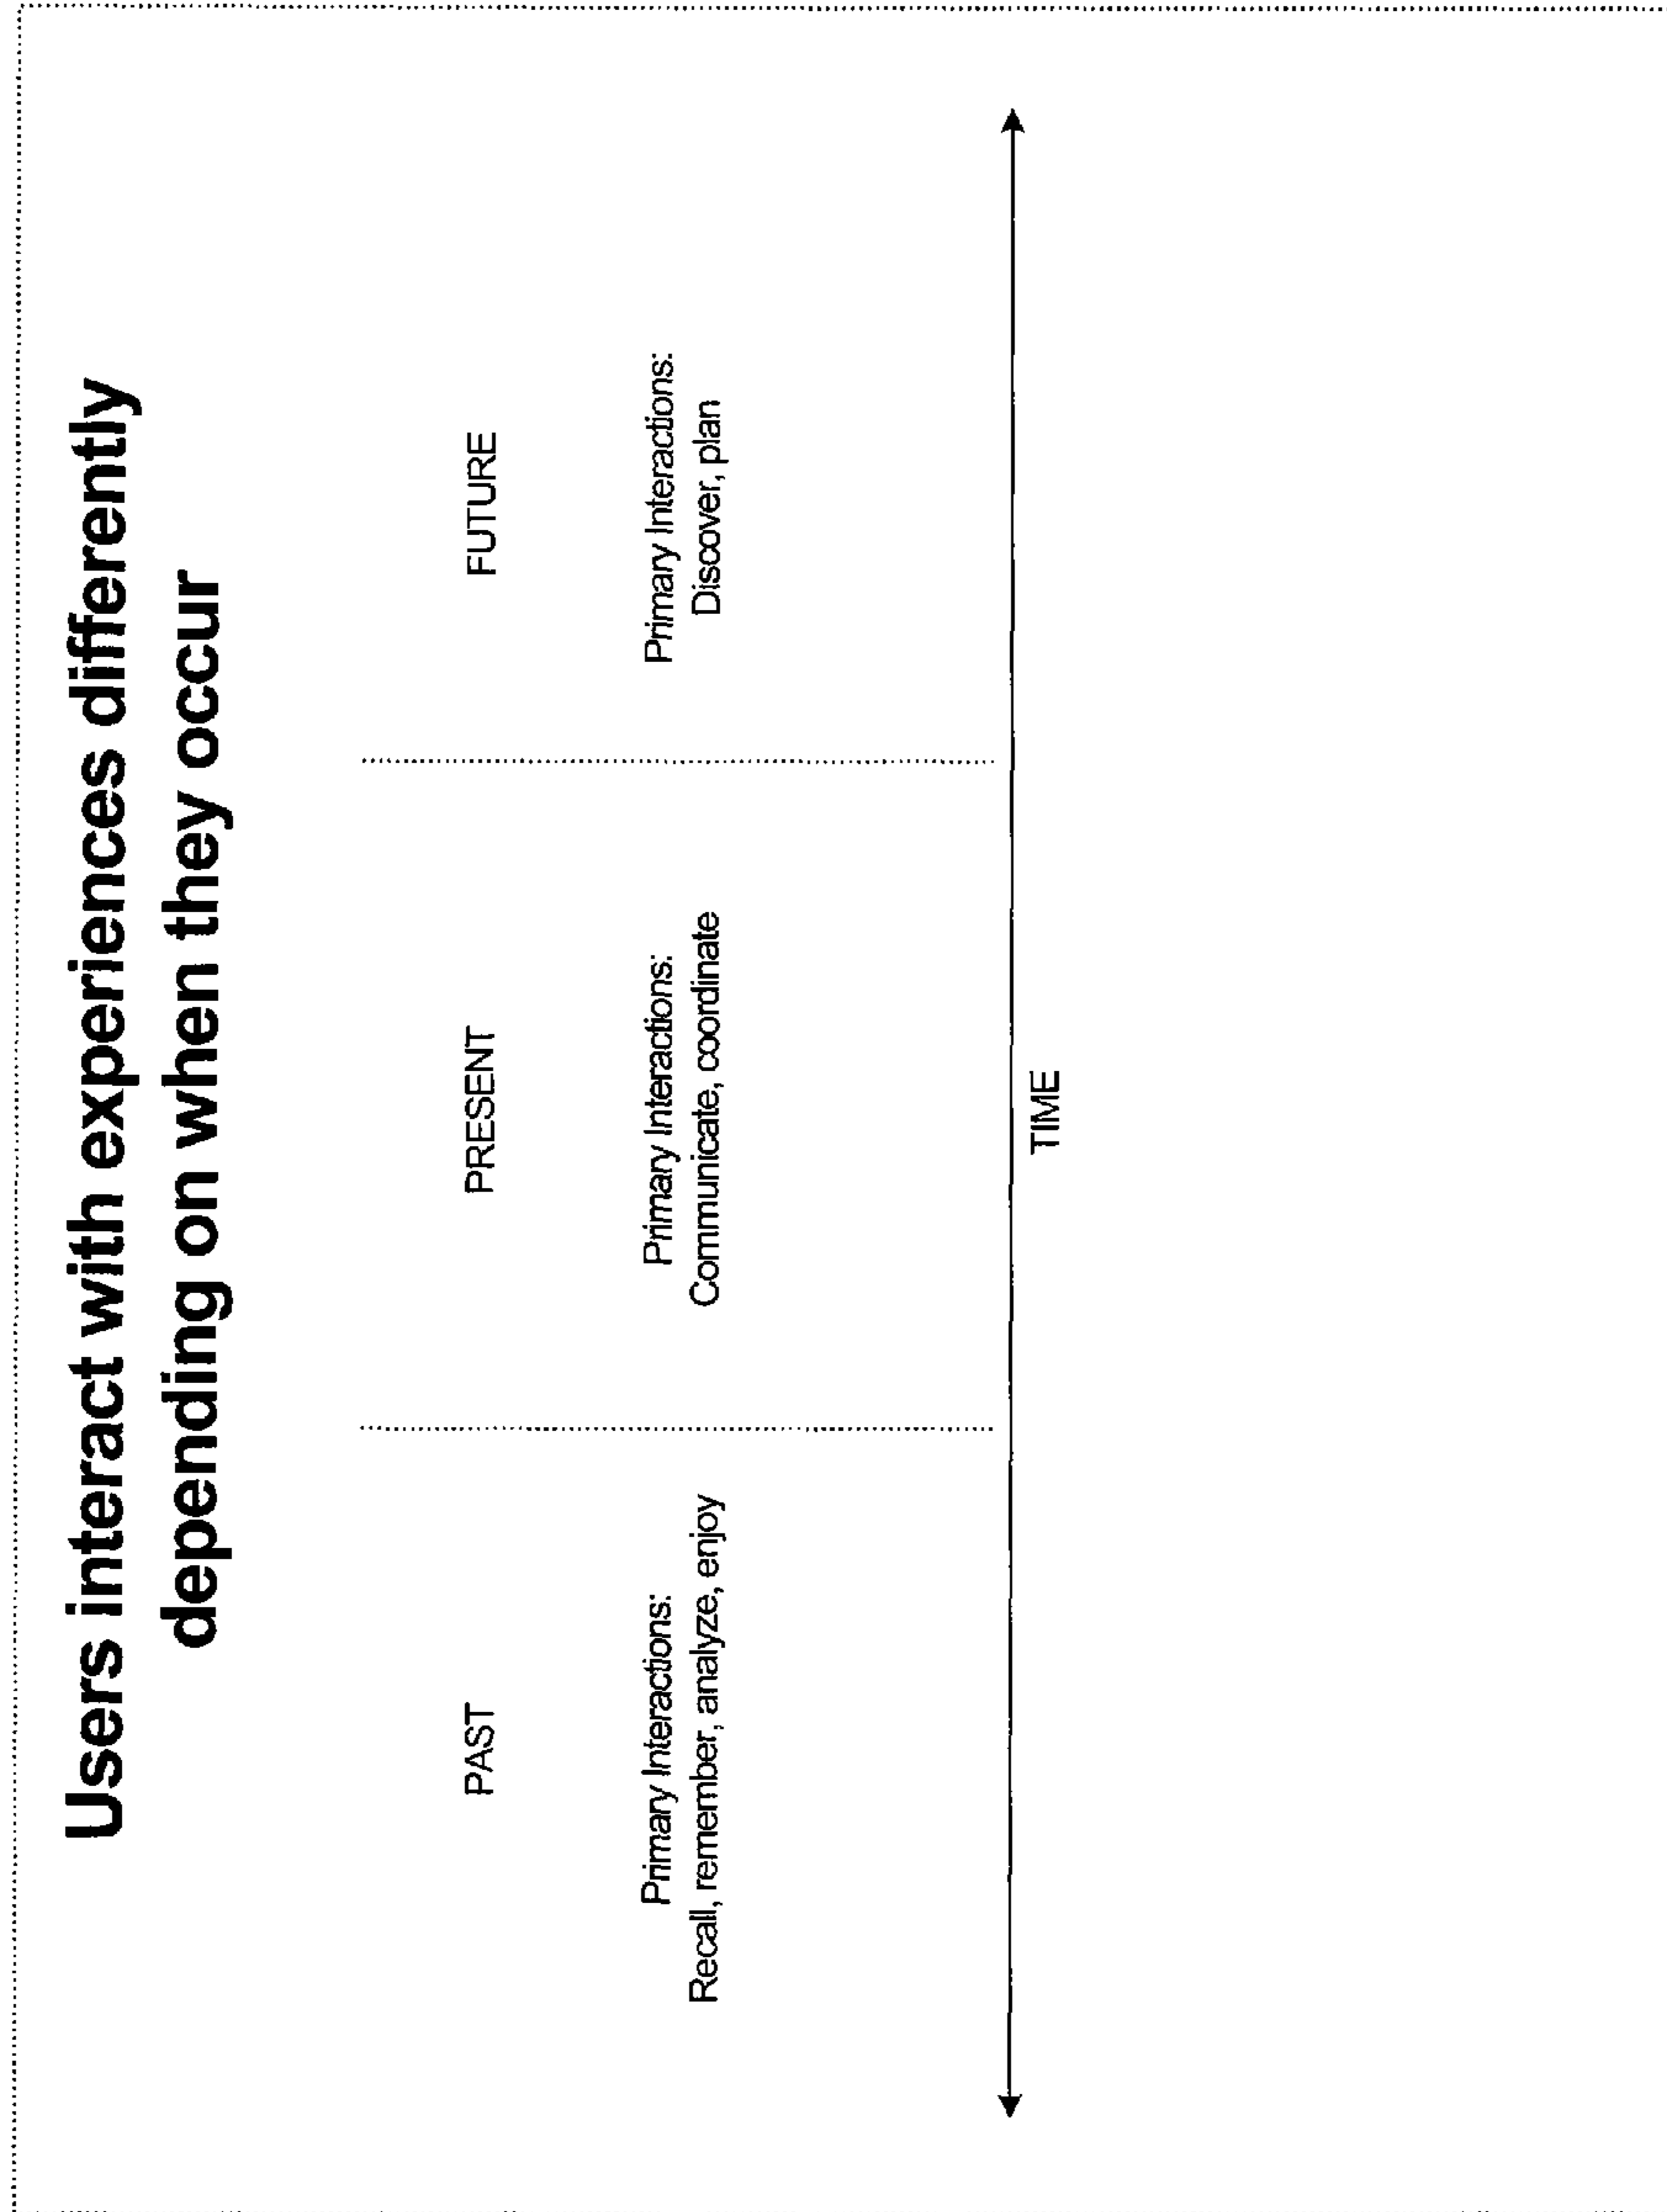 Users interact with experiences differently
depending on when they occur
PAST
Primary Interactions:
Recall, remember, analyze, enjoy
PRESENT
Primary Interactions:
Communicate, coordinate
FUTURE
Primary Interactions:
Discover, plan
TIME